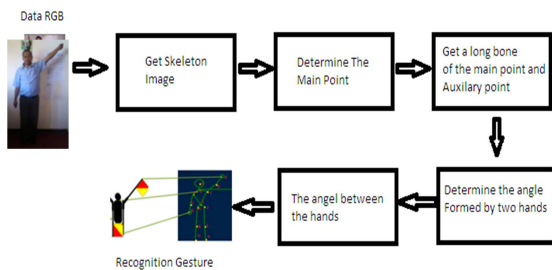 Data RGB
Get Skeleton
Image
Determine The
Main Point
Get a long bone
of the main point and
Auxilary point
Determine the angle
Formed by two hands
The angel between
the hands
Recognition Gesture